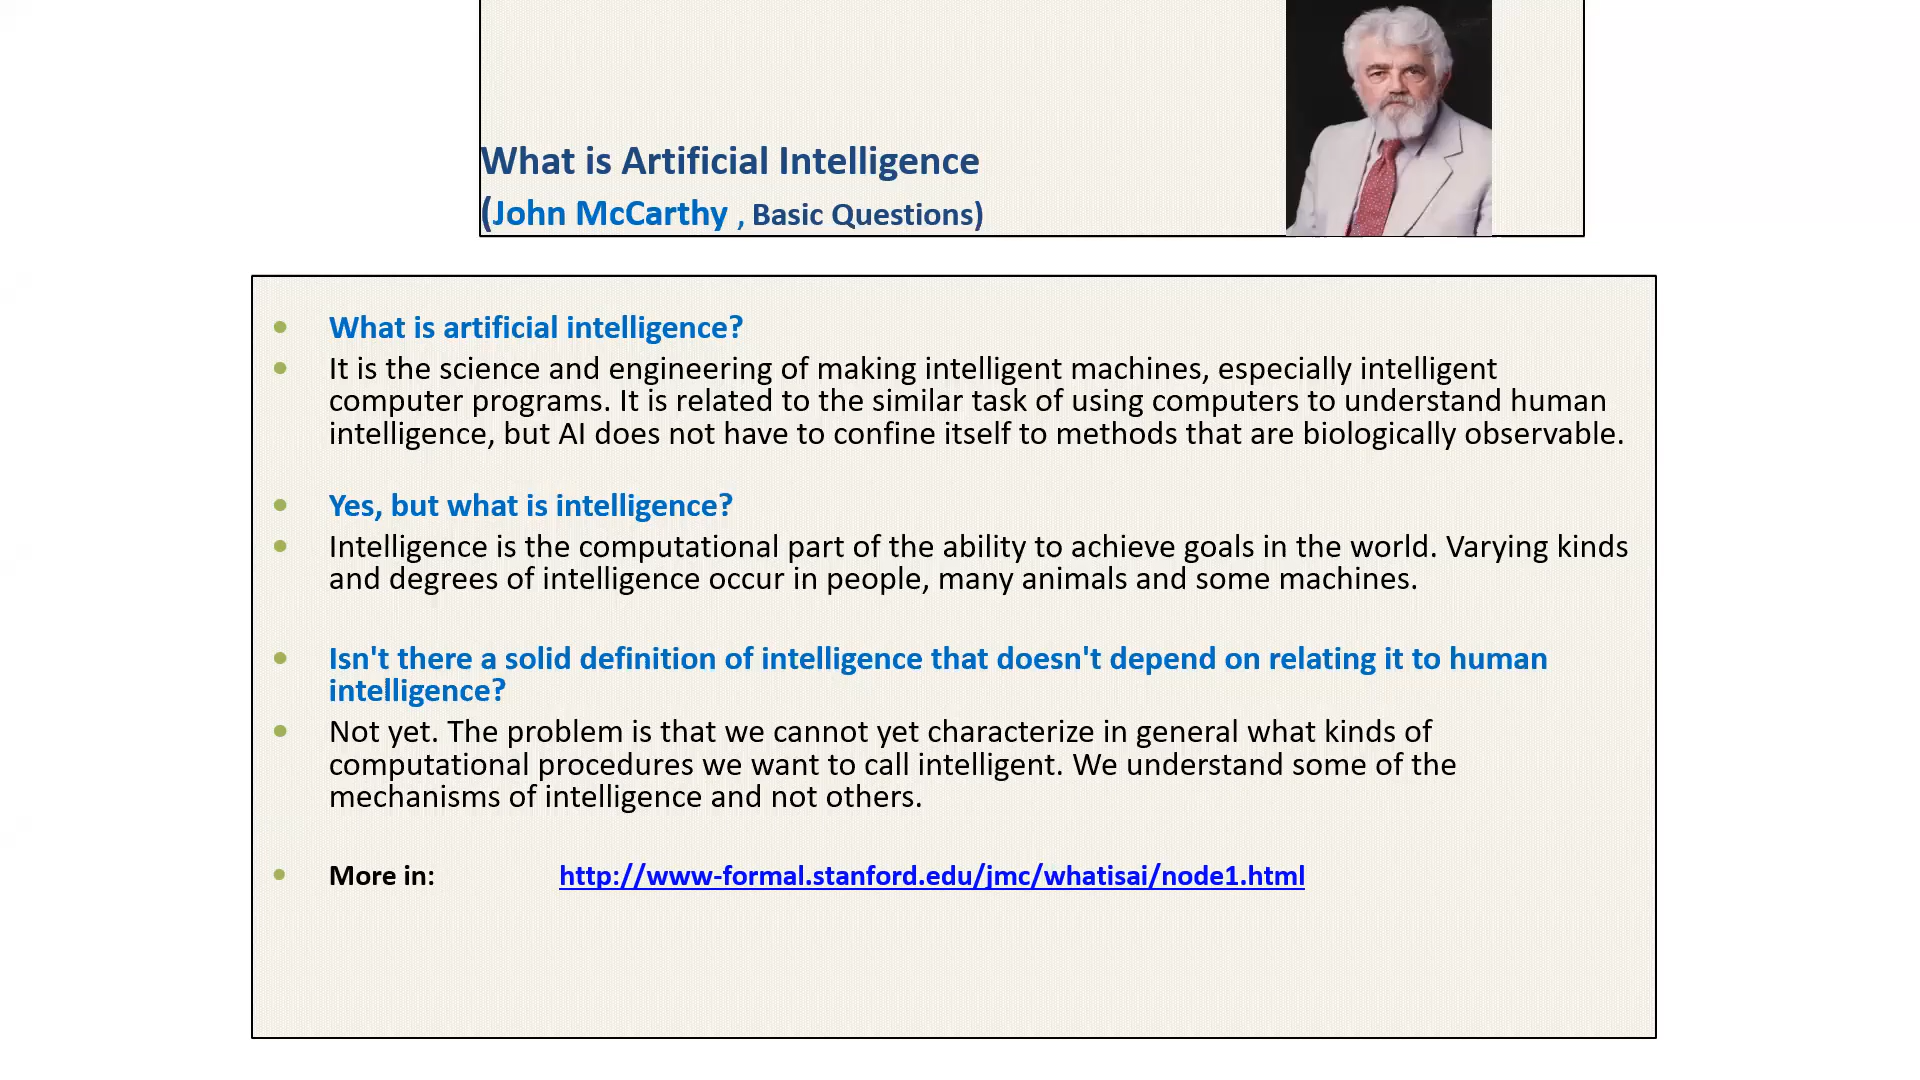 What is Artificial Intelligence
(John McCarthy , Basic Questions)
What is artificial intelligence?
It is the science and engineering of making intelligent machines, especially intelligent
computer programs. It is related to the similar task of using computers to understand human
intelligence, but AI does not have to confine itself to methods that are biologically observable.
Yes, but what is intelligence?
Intelligence is the computational part of the ability to achieve goals in the world. Varying kinds
and degrees of intelligence occur in people, many animals and some machines.
Isn't there a solid definition of intelligence that doesn't depend on relating it to human
intelligence?
Not yet. The problem is that we cannot yet characterize in general what kinds of
computational procedures we want to call intelligent. We understand some of the
mechanisms of intelligence and not others.
More in: http://www-formal.stanford.edu/jmc/whatisai/node1.html